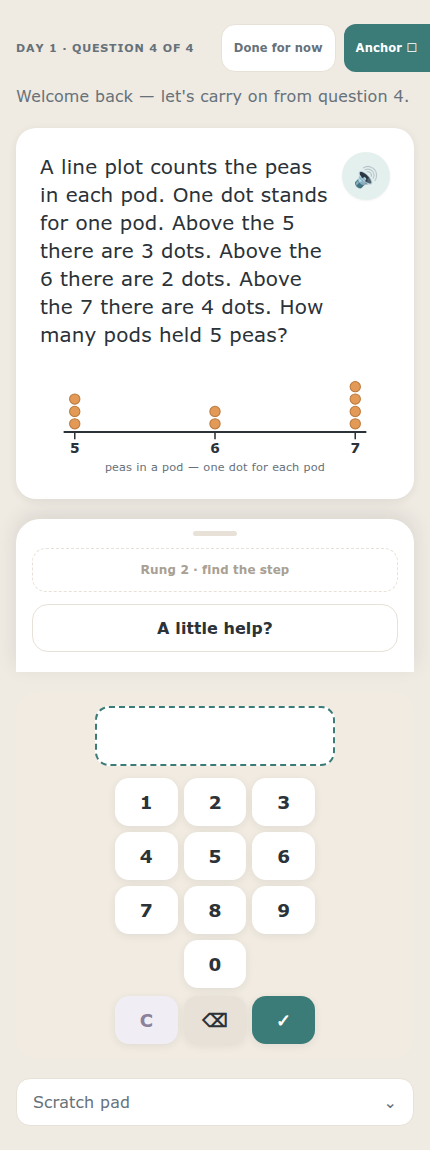 DAY 1 · QUESTION 4 OF 4
Done for now
Anchor
Welcome back — let's carry on from question 4.
A line plot counts the peas
in each pod. One dot stands
for one pod. Above the 5
there are 3 dots. Above the
6 there are 2 dots. Above
the 7 there are 4 dots. How
many pods held 5 peas?
5 6 7
peas in a pod — one dot for each pod
Rung 2 · find the step
A little help?
1 2 3
4 5 6
7 8 9
0
C ⌫ ✓
Scratch pad